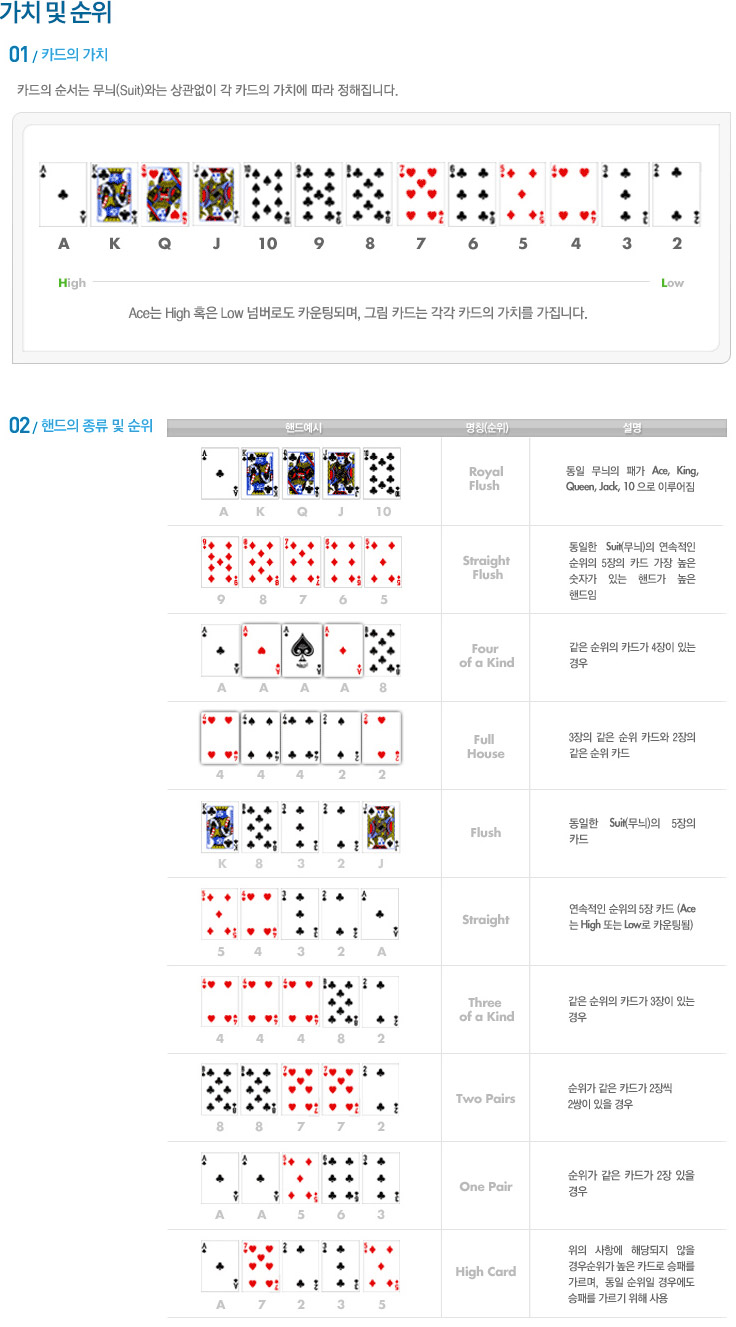 가치 및 순위
01 / 카드의 가치
카드의 순서는 무늬(Suit)와는 상관없이 각 카드의 가치에 따라 정해집니다.
A K Q J 10 9 8 7 6 5 4 3 2
High Low
Ace는 High 혹은 Low 넘버로도 카운팅되며, 그림 카드는 각각 카드의 가치를 가집니다.
02 / 핸드의 종류 및 순위
핸드예시 명칭(순위) 설명
A K Q J 10
Royal
Flush
동일 무늬의 패가 Ace, King,
Queen, Jack, 10 으로 이루어짐
9 8 7 6 5
Straight
Flush
동일한 Suit(무늬)의 연속적인
순위의 5장의 카드 가장 높은
숫자가 있는 핸드가 높은
핸드임
A A A A 8
Four
of a Kind
같은 순위의 카드가 4장이 있는
경우
4 4 4 2 2
Full
House
3장의 같은 순위 카드와 2장의
같은 순위 카드
K 8 3 2 J
Flush
동일한 Suit(무늬)의 5장의
카드
5 4 3 2 A
Straight
연속적인 순위의 5장 카드 (Ace
는 High 또는 Low로 카운팅됨)
4 4 4 8 2
Three
of a Kind
같은 순위의 카드가 3장이 있는
경우
8 8 7 7 2
Two Pairs
순위가 같은 카드가 2장씩
2쌍이 있을 경우
A A 5 6 3
One Pair
순위가 같은 카드가 2장 있을
경우
A 7 2 3 5
High Card
위의 사항에 해당되지 않을
경우순위가 높은 카드로 승패를
가르며, 동일 순위일 경우에도
승패를 가르기 위해 사용